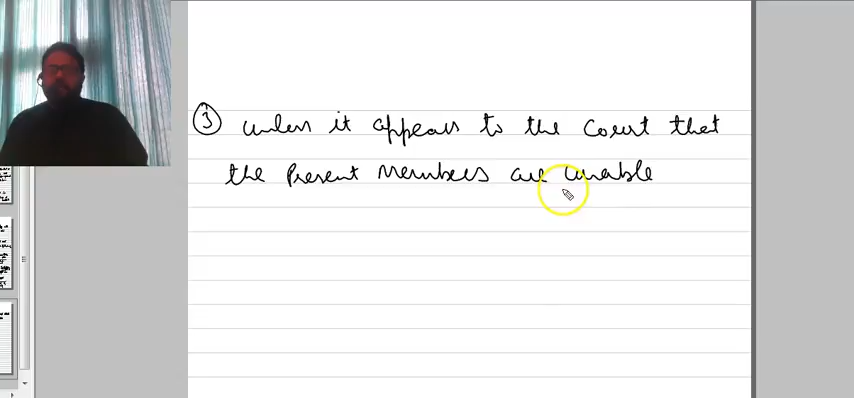 ③ unless it appears to the Court that
the Present Members are unable